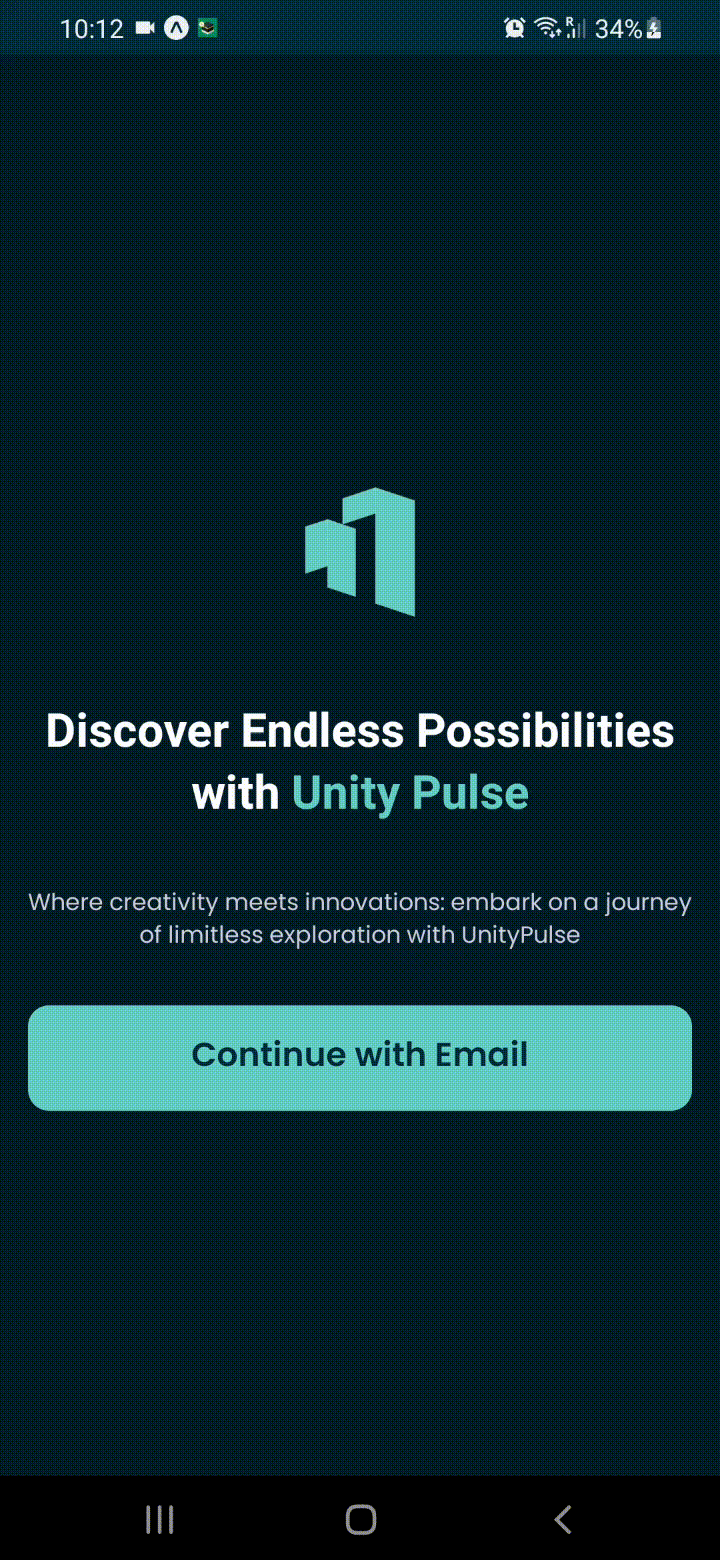 10:12
R
34%
Discover Endless Possibilities
with Unity Pulse
Where creativity meets innovations: embark on a journey
of limitless exploration with UnityPulse
Continue with Email